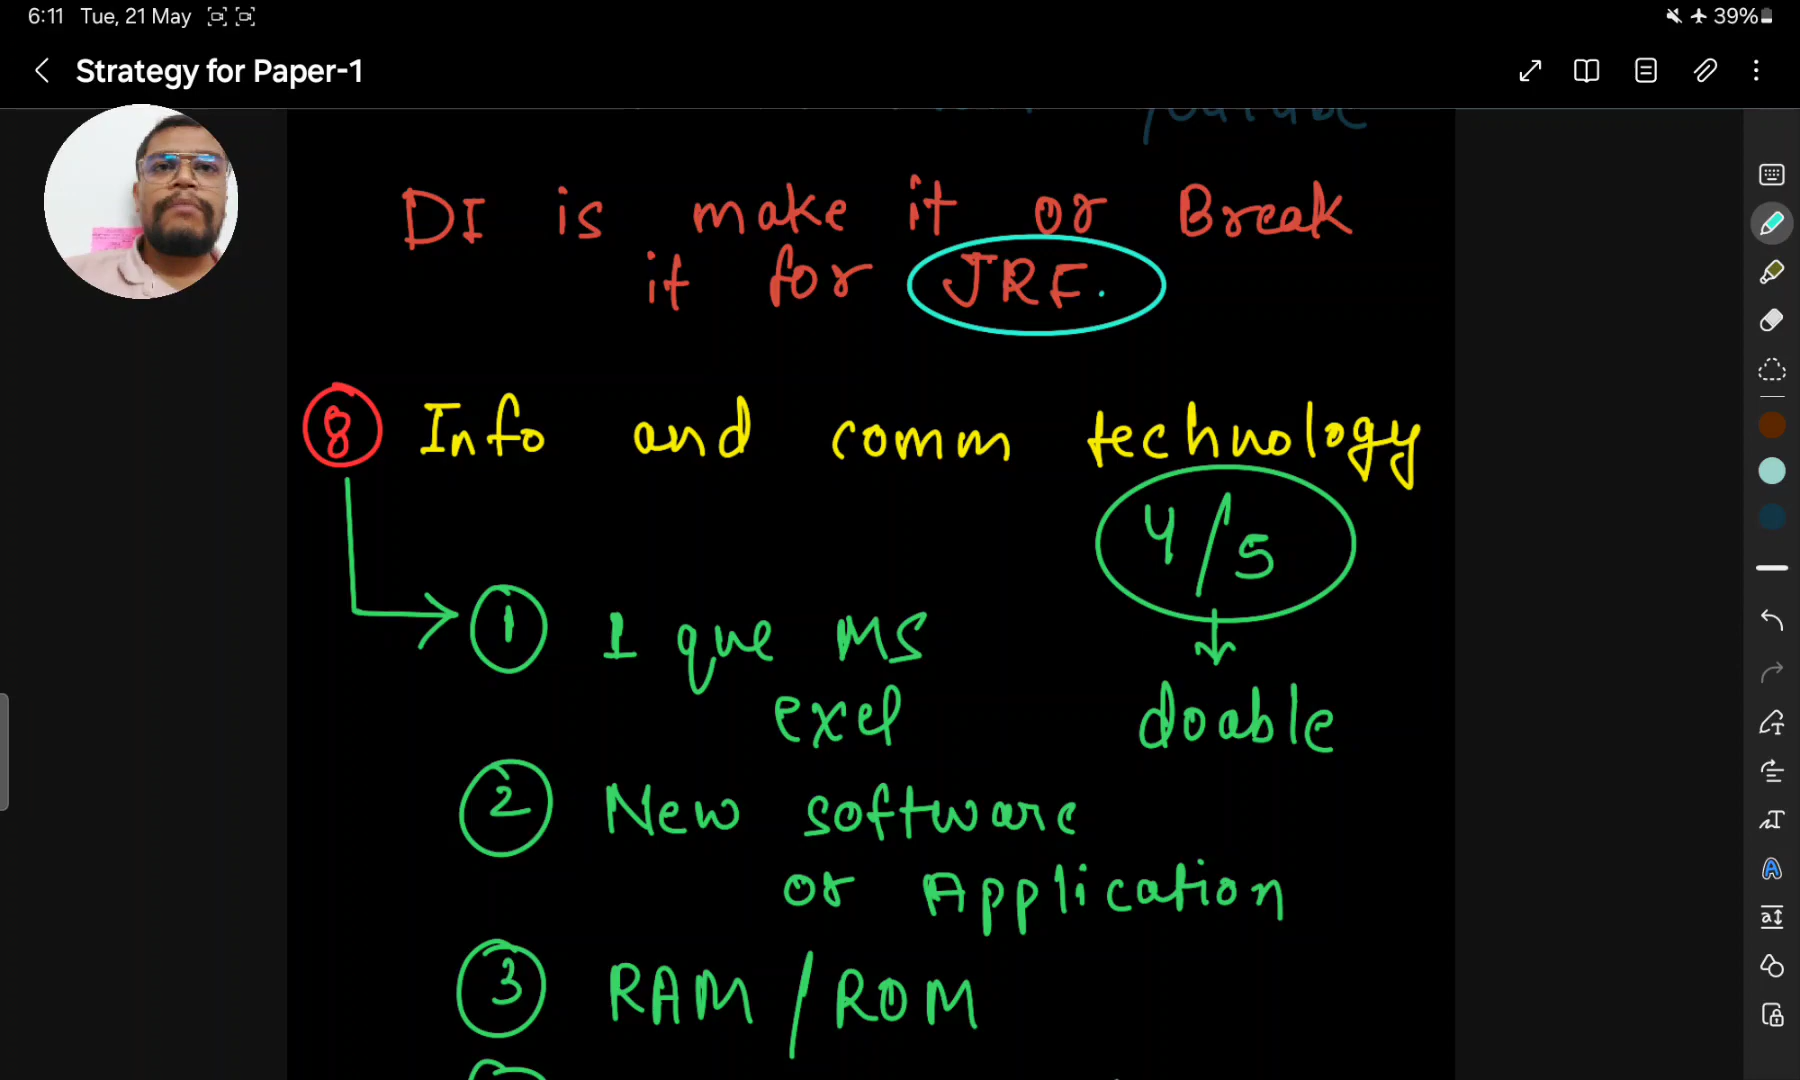 6:11 Tue, 21 May 39%
Strategy for Paper-1
DI is make it or Break
it for JRF.
8 Info and comm technology
4/5
1 1 que MS
exel
doable
2 New software
or Application
3 RAM / ROM